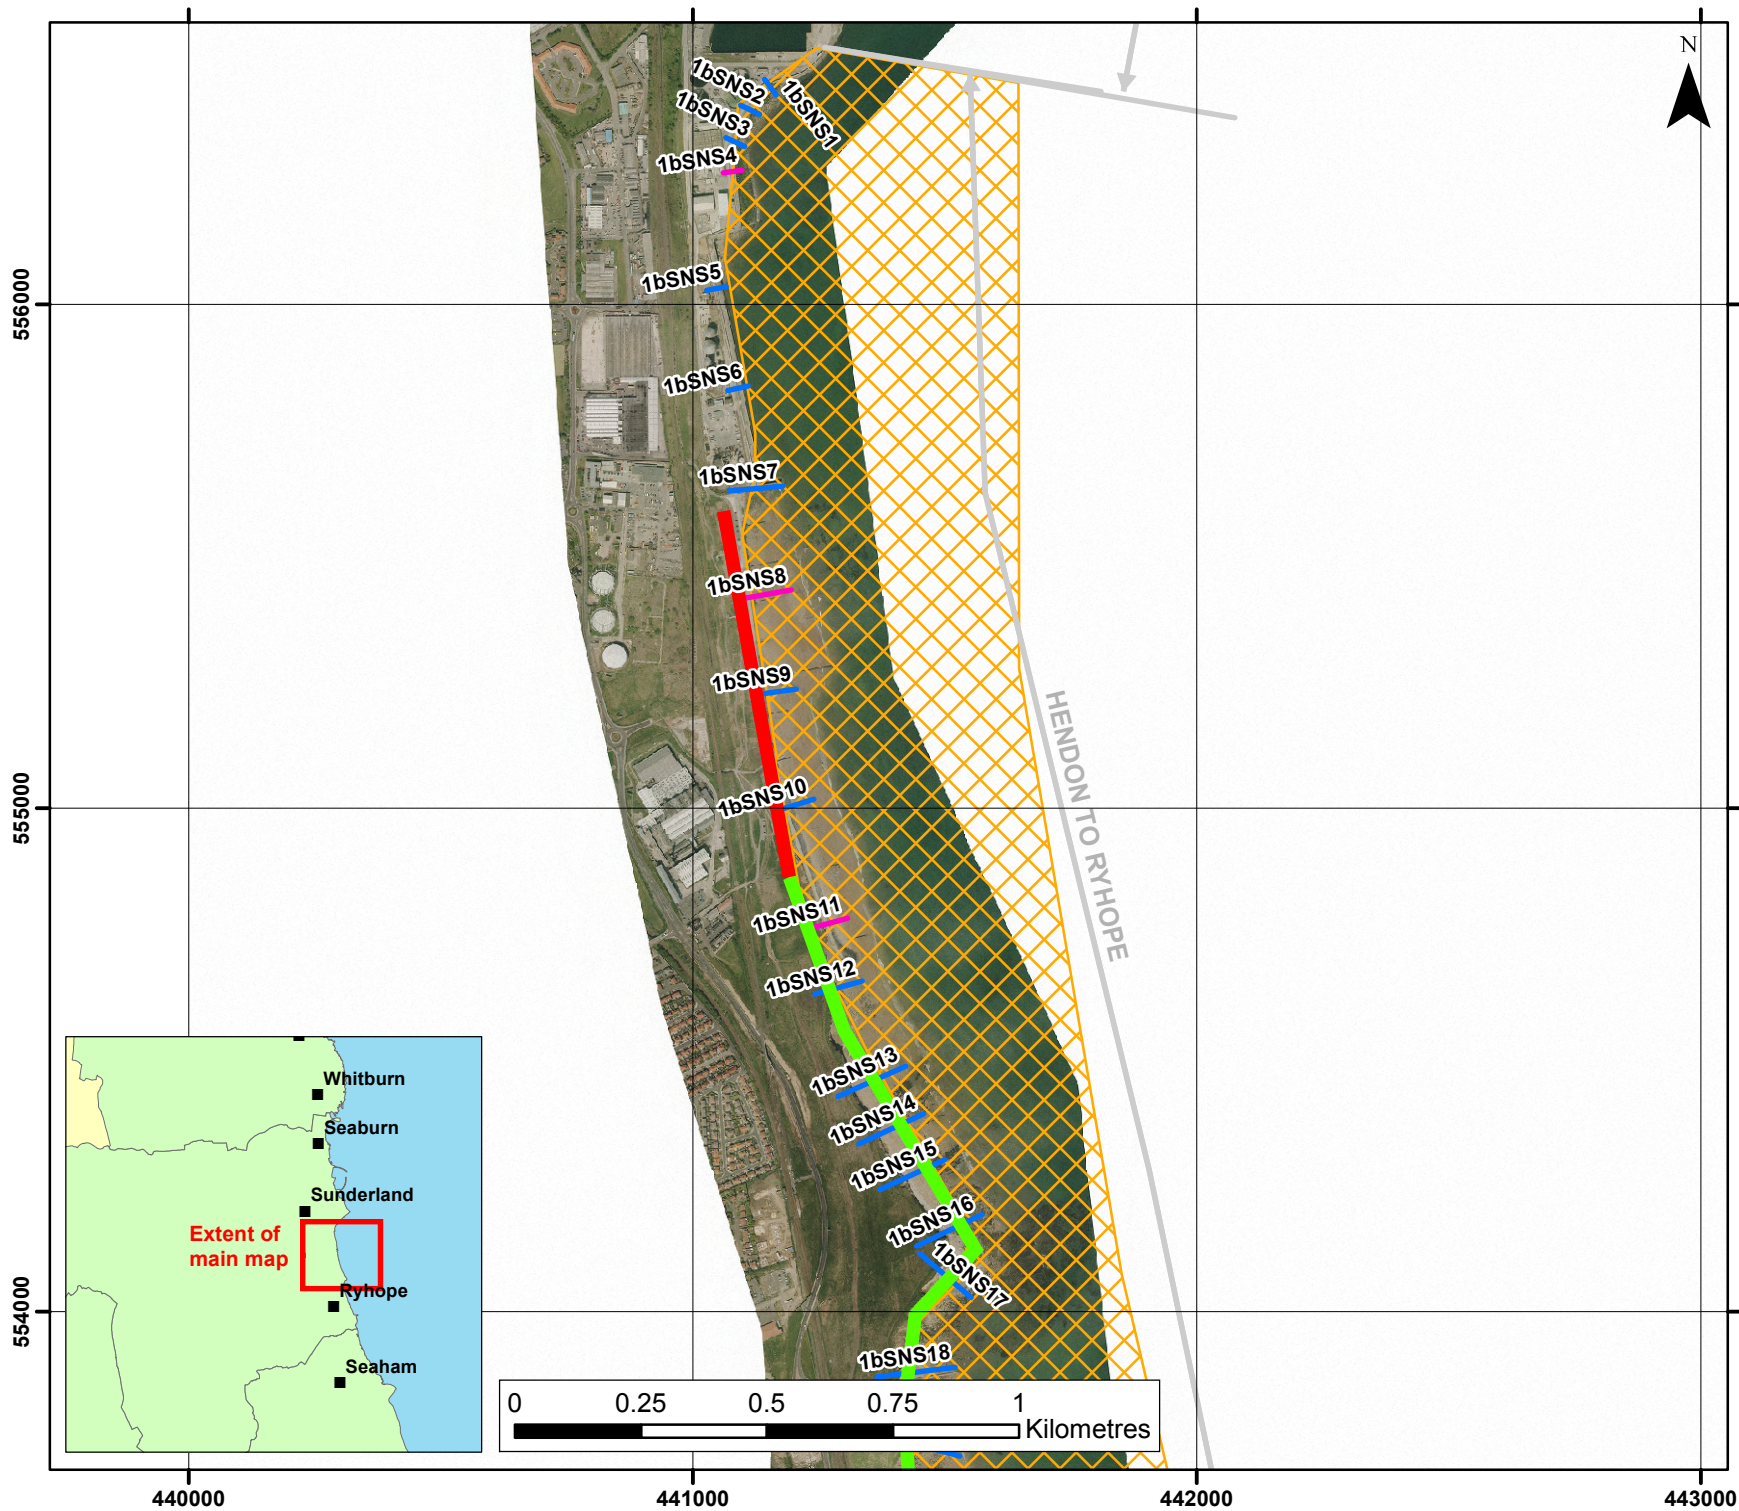 N
1bSNS1
1bSNS2
1bSNS3
1bSNS4
1bSNS5
1bSNS6
1bSNS7
1bSNS8
1bSNS9
1bSNS10
1bSNS11
1bSNS12
1bSNS13
1bSNS14
1bSNS15
1bSNS16
1bSNS17
1bSNS18
HENDON TO RYHOPE
556000
555000
554000
Whitburn
Seaburn
Sunderland
Extent of
main map
Ryhope
Seaham
0 0.25 0.5 0.75 1
Kilometres
440000 441000 442000 443000